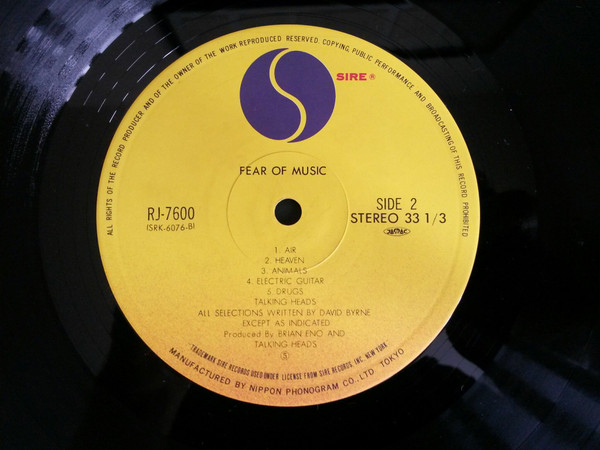 ALL RIGHTS OF THE RECORD PRODUCER AND OF THE OWNER OF THE WORK REPRODUCED RESERVED. COPYING, PUBLIC PERFORMANCE AND BROADCASTING OF THIS RECORD PROHIBITED
SIRE ®
FEAR OF MUSIC
RJ-7600
(SRK-6076-B)
SIDE 2
STEREO 33 1/3
JASRAC
1. AIR
2. HEAVEN
3. ANIMALS
4. ELECTRIC GUITAR
5. DRUGS
TALKING HEADS
ALL SELECTIONS WRITTEN BY DAVID BYRNE
EXCEPT AS INDICATED
Produced By BRIAN ENO AND
TALKING HEADS
Ⓢ
"TRADEMARK SIRE RECORDS USED UNDER LICENSE FROM SIRE RECORDS, INC. NEW YORK"
MANUFACTURED BY NIPPON PHONOGRAM CO., LTD. TOKYO